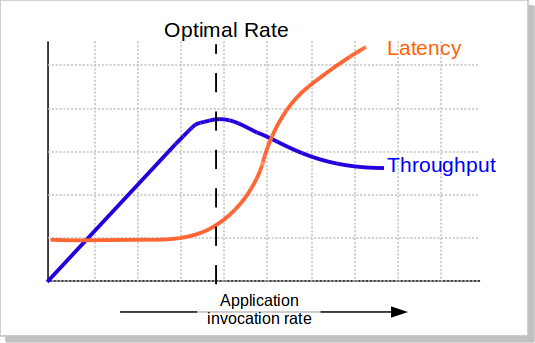 Optimal Rate
Latency
Throughput
Application
invocation rate